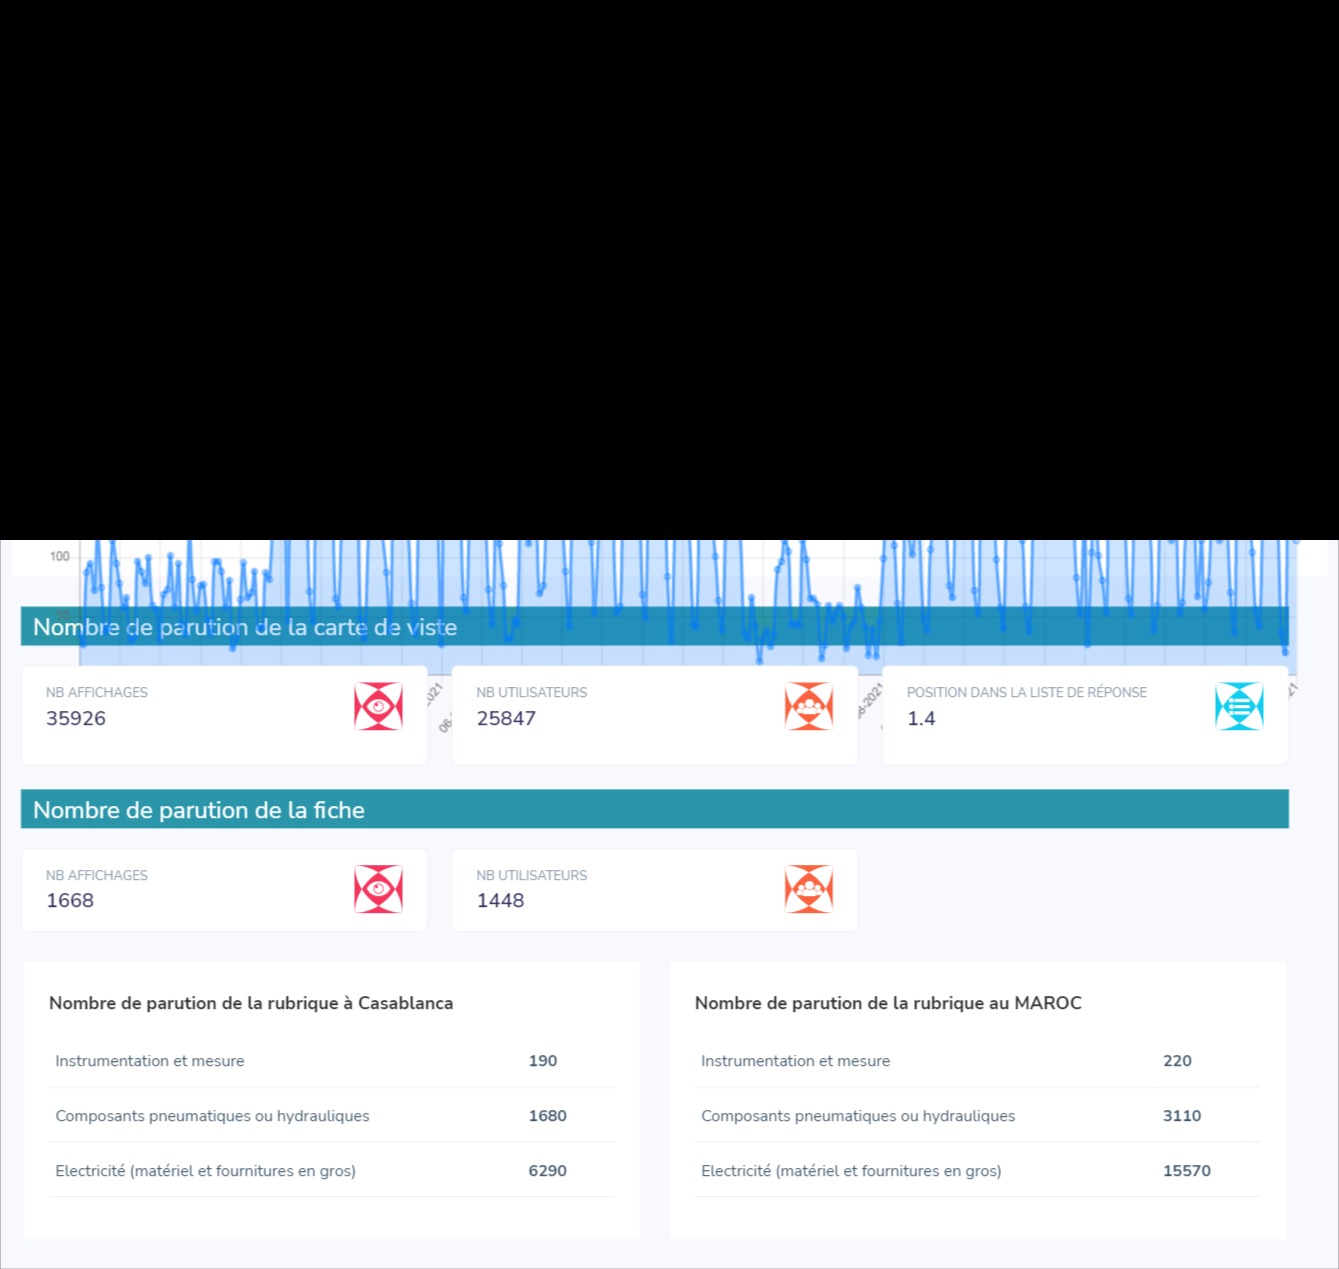 100
50
Nombre de parution de la carte de viste
NB AFFICHAGES
35926
NB UTILISATEURS
25847
POSITION DANS LA LISTE DE RÉPONSE
1.4
Nombre de parution de la fiche
NB AFFICHAGES
1668
NB UTILISATEURS
1448
Nombre de parution de la rubrique à Casablanca
Instrumentation et mesure 190
Composants pneumatiques ou hydrauliques 1680
Electricité (matériel et fournitures en gros) 6290
Nombre de parution de la rubrique au MAROC
Instrumentation et mesure 220
Composants pneumatiques ou hydrauliques 3110
Electricité (matériel et fournitures en gros) 15570